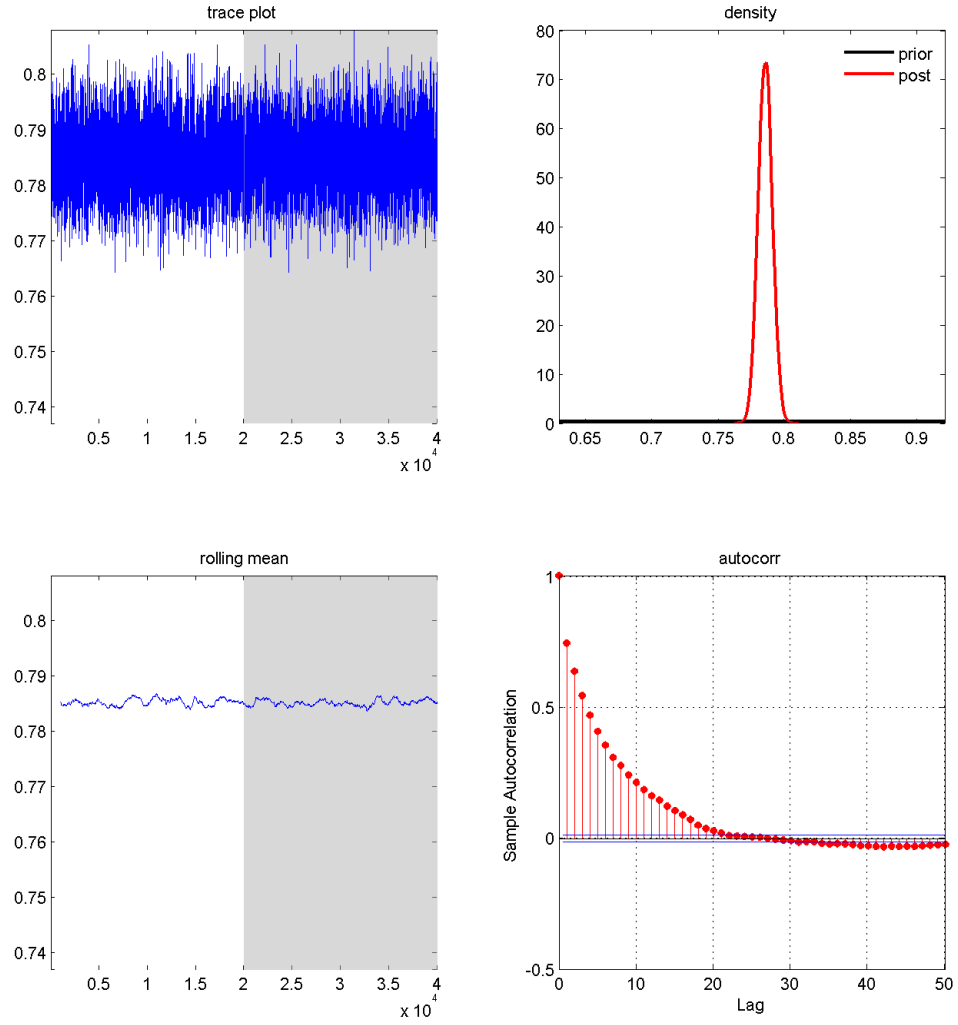 trace plot
0.8
0.79
0.78
0.77
0.76
0.75
0.74
0.5 1 1.5 2 2.5 3 3.5 4
x 10^4
density
80
70
60
50
40
30
20
10
0
prior
post
0.65 0.7 0.75 0.8 0.85 0.9
rolling mean
0.8
0.79
0.78
0.77
0.76
0.75
0.74
0.5 1 1.5 2 2.5 3 3.5 4
x 10^4
autocorr
1
0.5
0
-0.5
Sample Autocorrelation
0 10 20 30 40 50
Lag